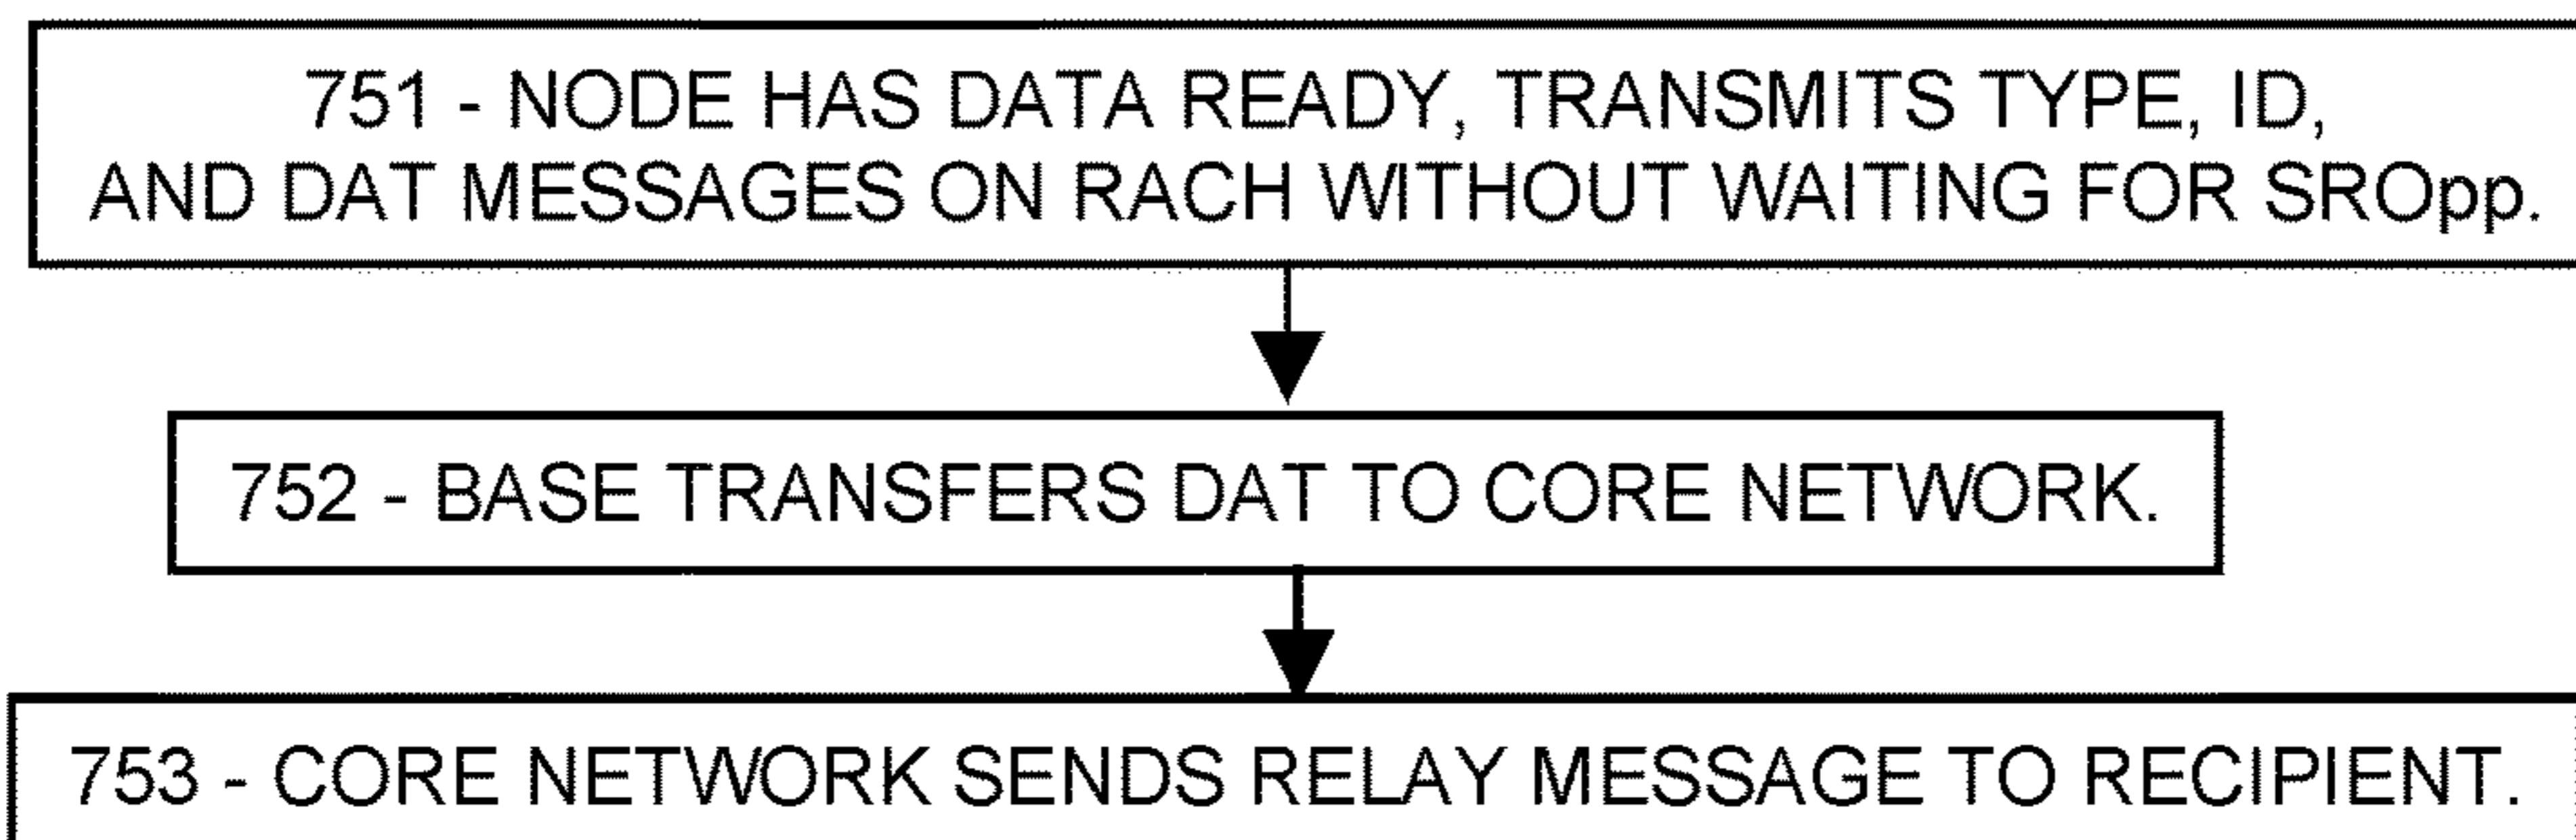 751 - NODE HAS DATA READY, TRANSMITS TYPE, ID,
AND DAT MESSAGES ON RACH WITHOUT WAITING FOR SROpp.
752 - BASE TRANSFERS DAT TO CORE NETWORK.
753 - CORE NETWORK SENDS RELAY MESSAGE TO RECIPIENT.